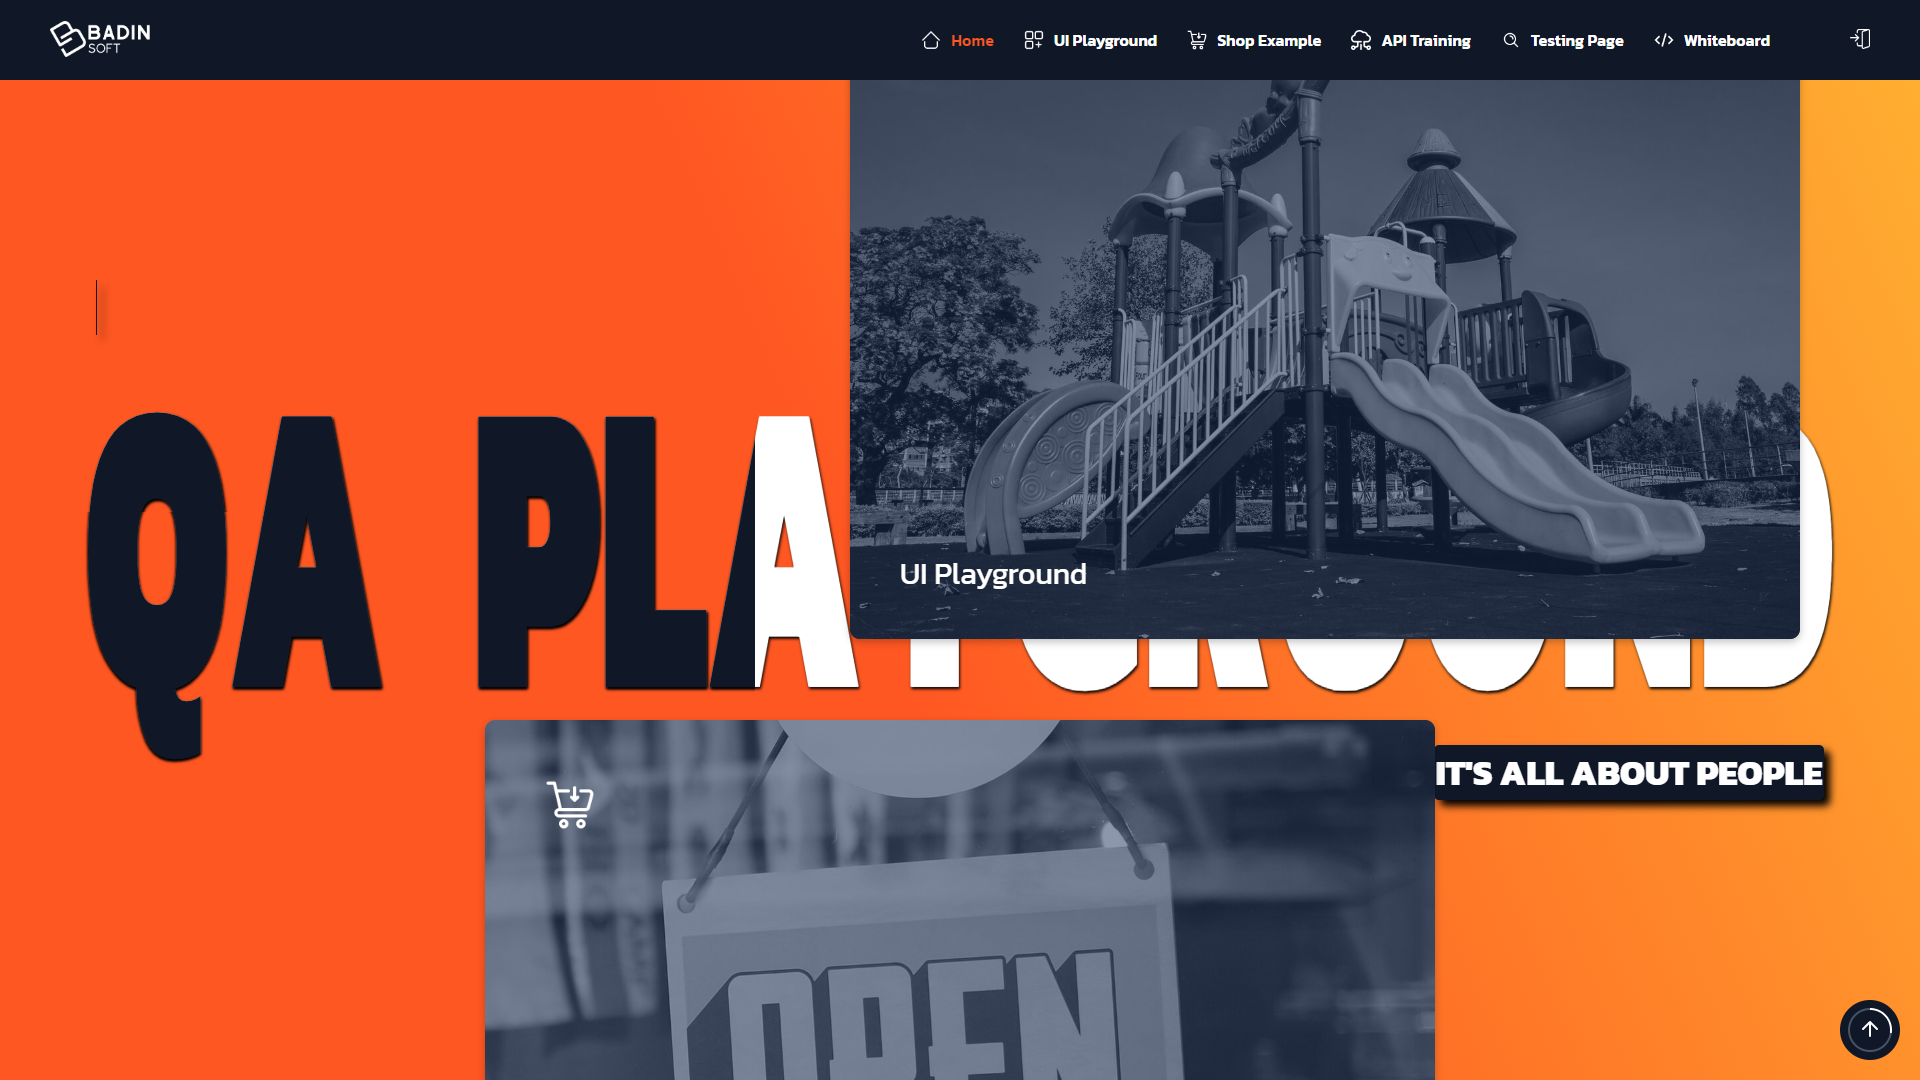 BADIN
SOFT
Home
UI Playground
Shop Example
API Training
Testing Page
Whiteboard
QA PLAYGROUND
UI Playground
IT'S ALL ABOUT PEOPLE
OPEN